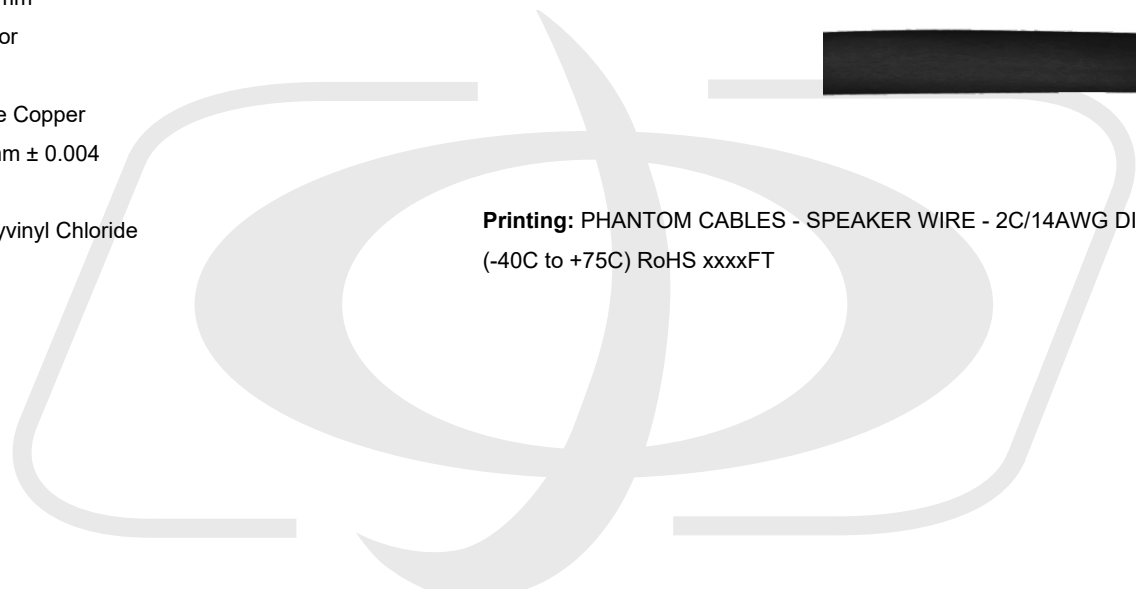 mm
or
e Copper
nm ± 0.004
yvinyl Chloride
Printing: PHANTOM CABLES - SPEAKER WIRE - 2C/14AWG DI
(-40C to +75C) RoHS xxxxFT